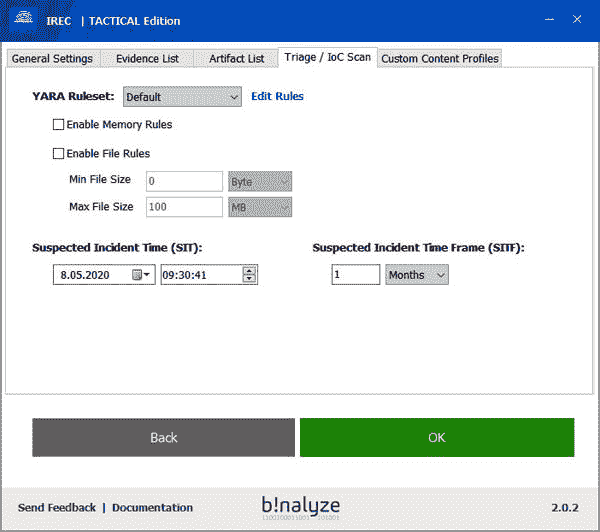 IREC | TACTICAL Edition
General Settings Evidence List Artifact List Triage / IoC Scan Custom Content Profiles
YARA Ruleset: Default Edit Rules
Enable Memory Rules
Enable File Rules
Min File Size 0 Byte
Max File Size 100 MB
Suspected Incident Time (SIT): Suspected Incident Time Frame (SITF):
8.05.2020 09:30:41 1 Months
Back OK
Send Feedback | Documentation b!nalyze 2.0.2